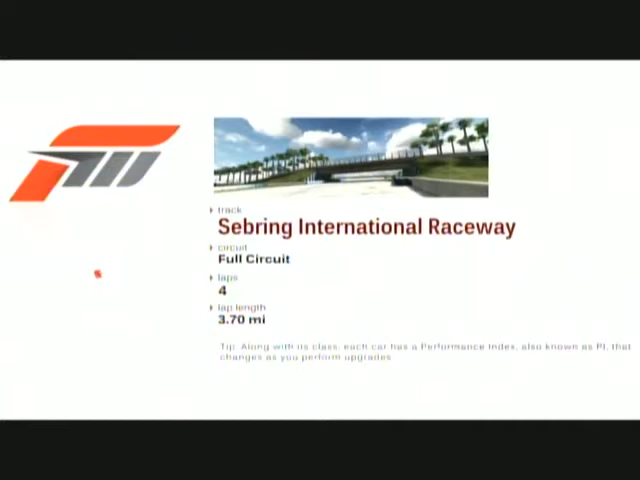 track
Sebring International Raceway
circuit
Full Circuit
laps
4
lap length
3.70 mi
Tip: Along with its class, each car has a Performance Index, also known as PI, that
changes as you perform upgrades